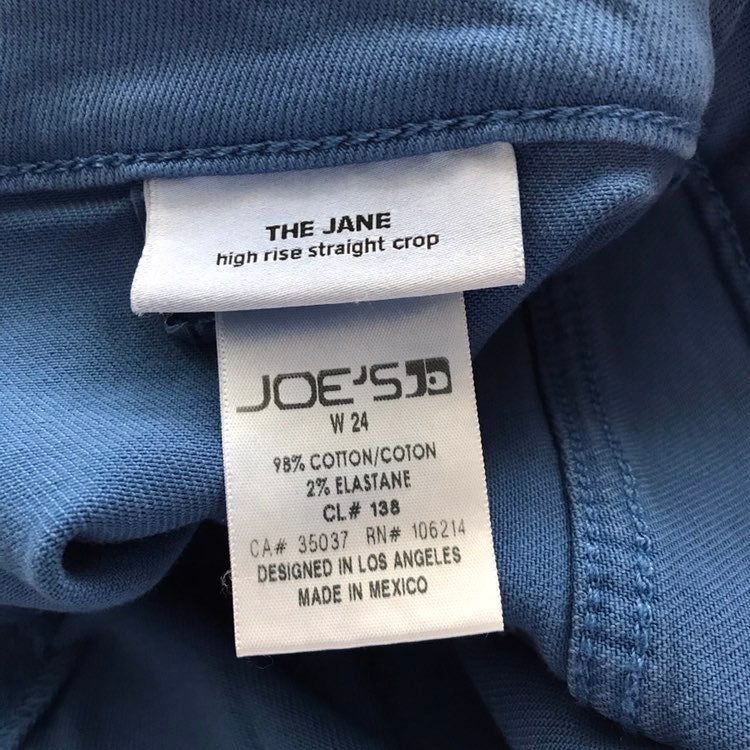 THE JANE
high rise straight crop
JOE'S JD
W 24
98% COTTON/COTON
2% ELASTANE
CL# 138
CA# 35037 RN# 106214
DESIGNED IN LOS ANGELES
MADE IN MEXICO